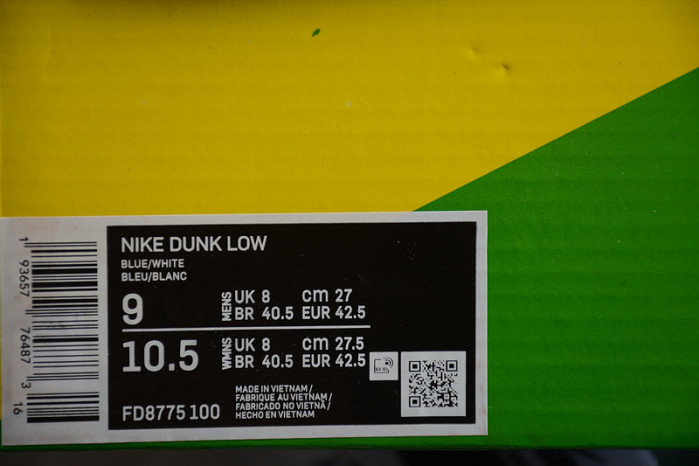 1 93657 76487 13 16
NIKE DUNK LOW
BLUE/WHITE
BLEU/BLANC
9 MENS UK 8 cm 27
BR 40.5 EUR 42.5
10.5 WMNS UK 8 cm 27.5
BR 40.5 EUR 42.5
FD8775 100
MADE IN VIETNAM /
FABRIQUE AU VIETNAM /
FABRICADO NO VIETNÃ /
HECHO EN VIETNAM